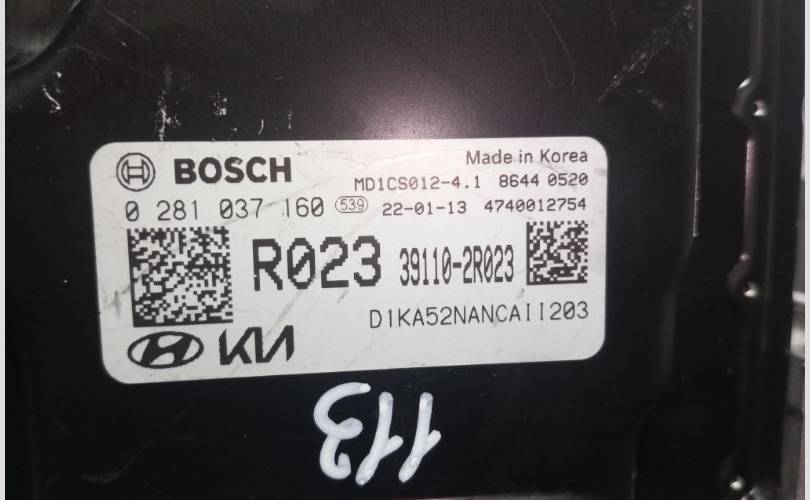 BOSCH Made in Korea
MD1CS012-4.1 8644 0520
0 281 037 160 539 22-01-13 4740012754
R023 39110-2R023
D1KA52NANCAII203
KIA
113